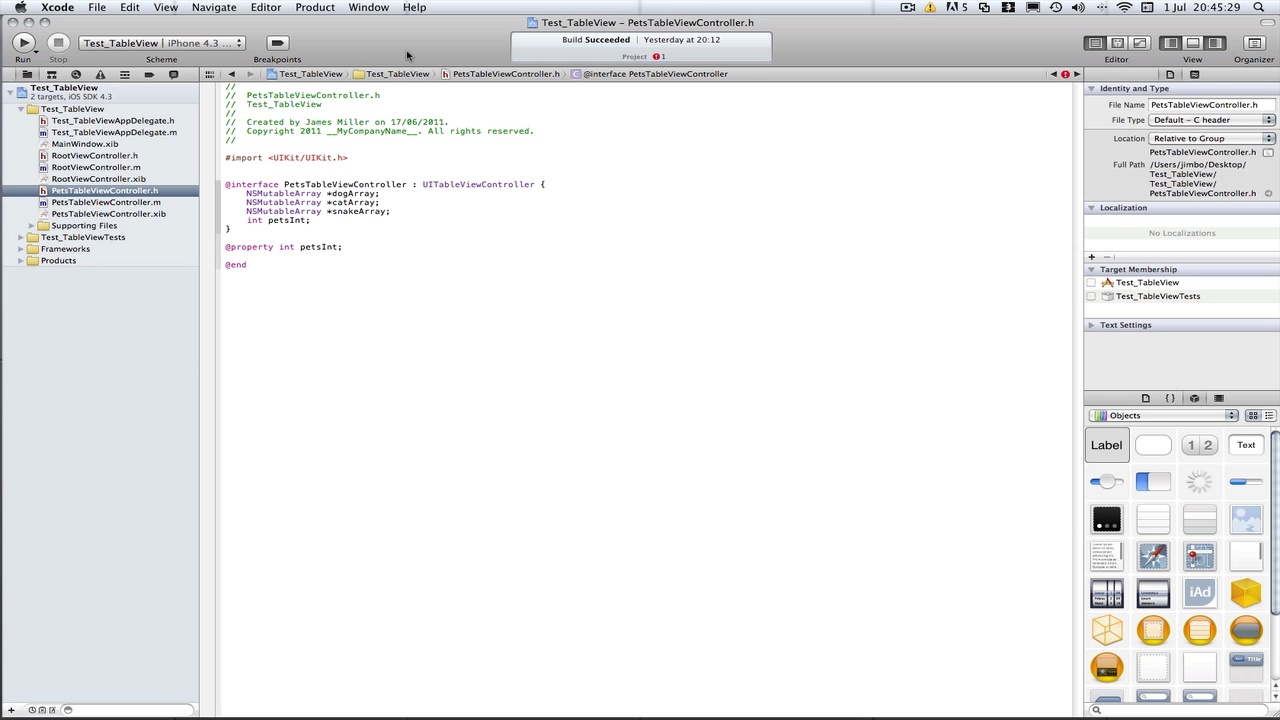 Xcode File Edit View Navigate Editor Product Window Help 5 3 1 Jul 20:45:29
Test_TableView – PetsTableViewController.h
Test_TableView | iPhone 4.3 ...
Build Succeeded | Yesterday at 20:12
Project 1
Run Stop Scheme Breakpoints Editor View Organizer
Test_TableView Test_TableView PetsTableViewController.h @interface PetsTableViewController
Test_TableView
2 targets, iOS SDK 4.3
Test_TableView
Test_TableViewAppDelegate.h
Test_TableViewAppDelegate.m
MainWindow.xib
RootViewController.h
RootViewController.m
RootViewController.xib
PetsTableViewController.h
PetsTableViewController.m
PetsTableViewController.xib
Supporting Files
Test_TableViewTests
Frameworks
Products
//
// PetsTableViewController.h
// Test_TableView
//
// Created by James Miller on 17/06/2011.
// Copyright 2011 __MyCompanyName__. All rights reserved.
//
#import <UIKit/UIKit.h>
@interface PetsTableViewController : UITableViewController {
NSMutableArray *dogArray;
NSMutableArray *catArray;
NSMutableArray *snakeArray;
int petsInt;
}
@property int petsInt;
@end
Identity and Type
File Name PetsTableViewController.h
File Type Default - C header
Location Relative to Group
PetsTableViewController.h
Full Path /Users/jimbo/Desktop/
Test_TableView/
Test_TableView/
PetsTableViewController.h
Localization
No Localizations
Target Membership
Test_TableView
Test_TableViewTests
Text Settings
Objects
Label 1 2 Text
iAd
Title